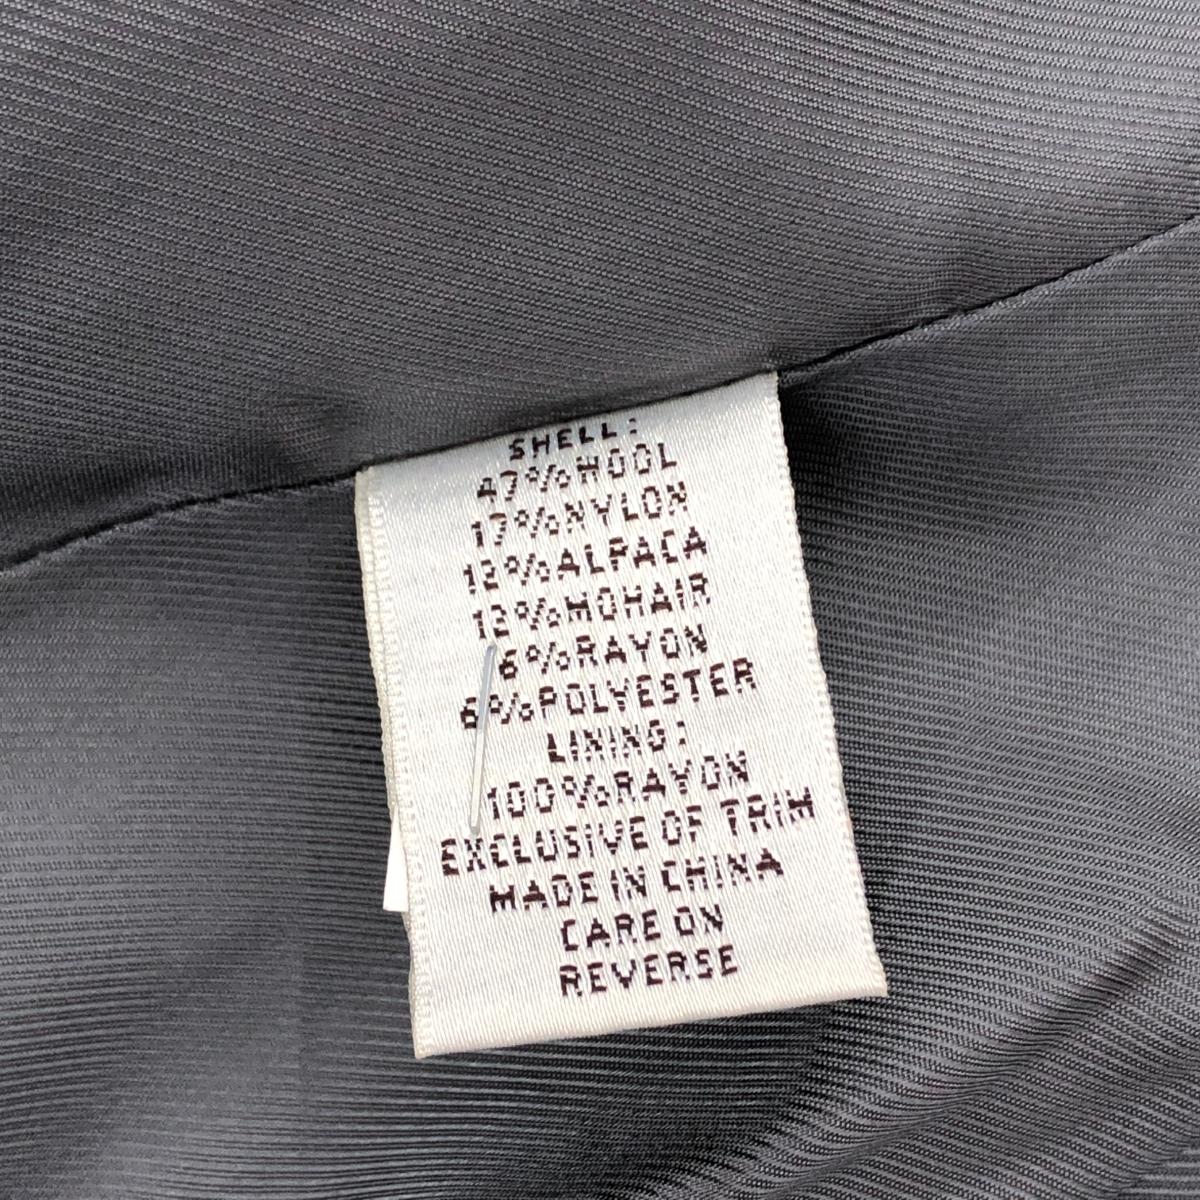 SHELL:
47%WOOL
17%NYLON
12%ALPACA
12%MOHAIR
6%RAYON
6%POLYESTER
LINING:
100%RAYON
EXCLUSIVE OF TRIM
MADE IN CHINA
CARE ON
REVERSE